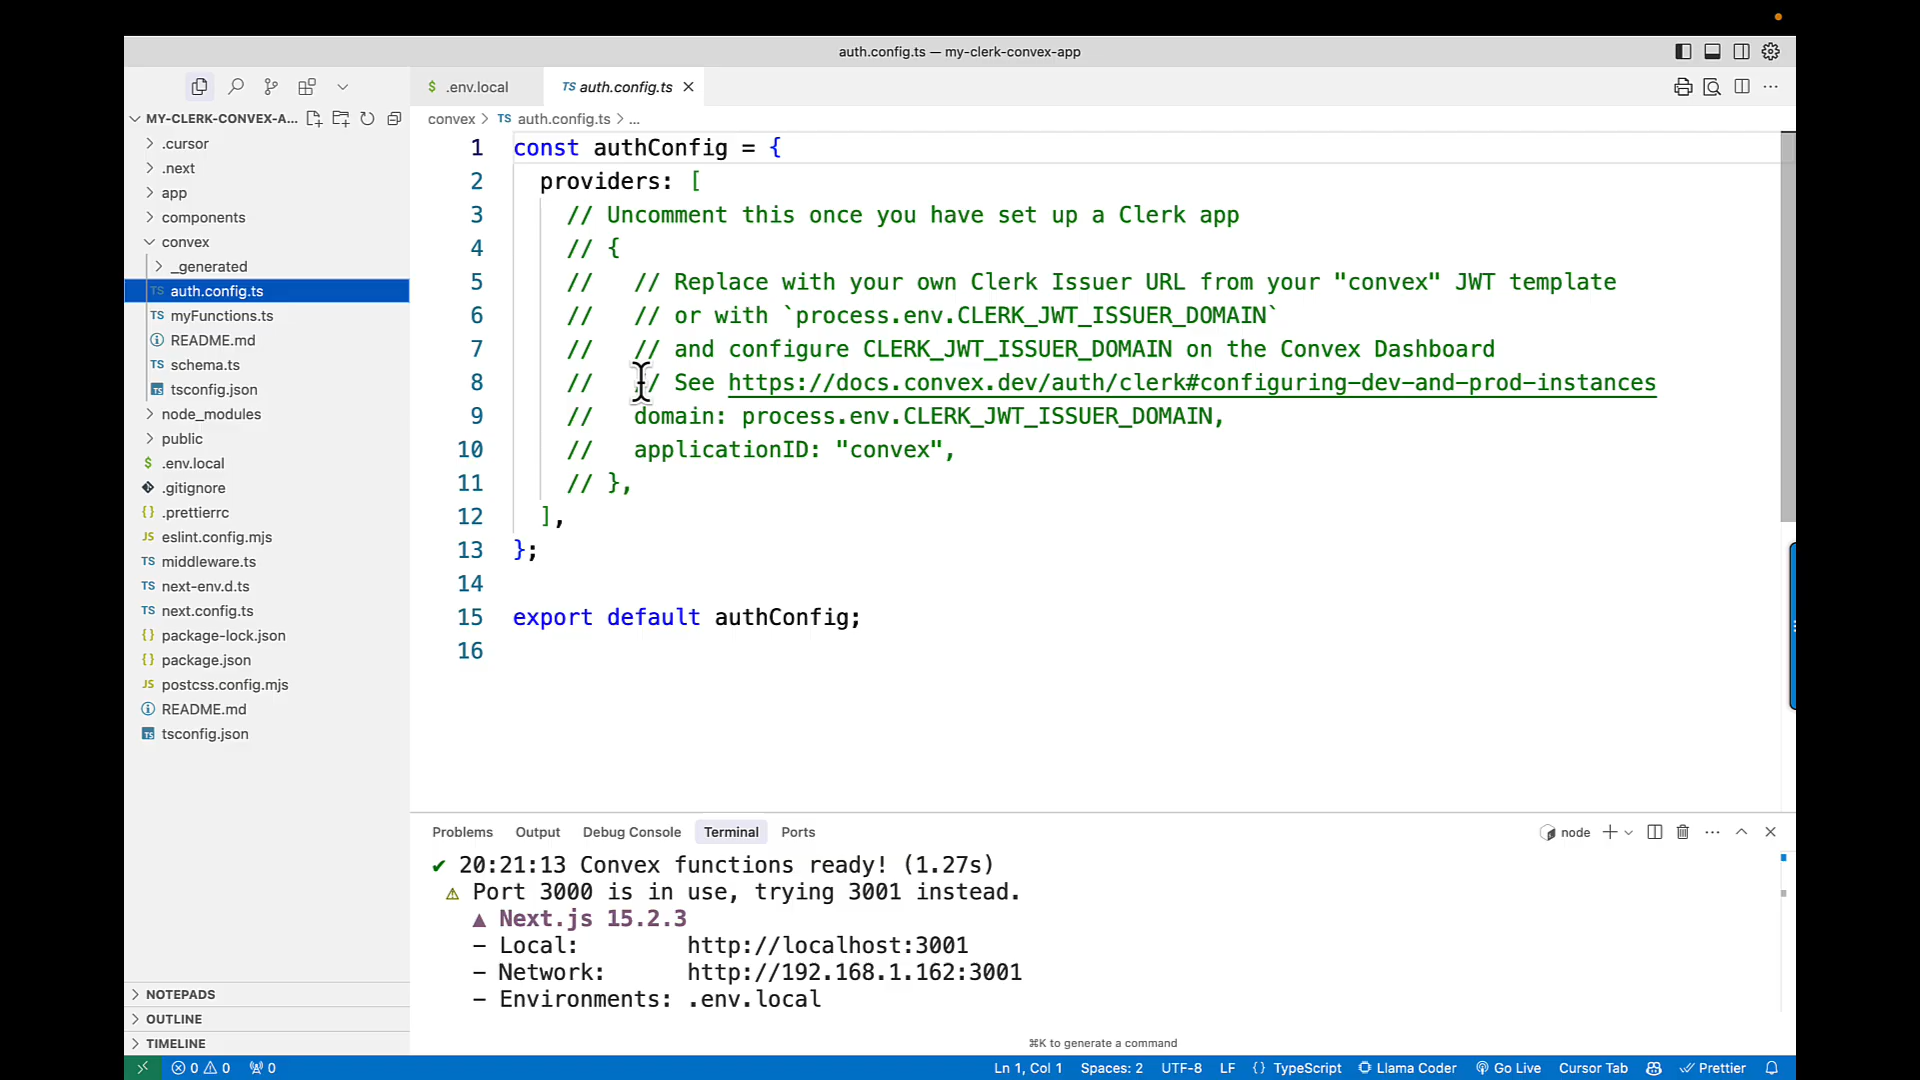 auth.config.ts — my-clerk-convex-app
$ .env.local
TS auth.config.ts
MY-CLERK-CONVEX-A...
convex > TS auth.config.ts > ...
.cursor
.next
app
components
convex
_generated
TS auth.config.ts
TS myFunctions.ts
README.md
TS schema.ts
tsconfig.json
node_modules
public
$ .env.local
.gitignore
{} .prettierrc
JS eslint.config.mjs
TS middleware.ts
TS next-env.d.ts
TS next.config.ts
{} package-lock.json
{} package.json
JS postcss.config.mjs
README.md
tsconfig.json
NOTEPADS
OUTLINE
TIMELINE
1 const authConfig = {
2 providers: [
3 // Uncomment this once you have set up a Clerk app
4 // {
5 // // Replace with your own Clerk Issuer URL from your "convex" JWT template
6 // // or with `process.env.CLERK_JWT_ISSUER_DOMAIN`
7 // // and configure CLERK_JWT_ISSUER_DOMAIN on the Convex Dashboard
8 // // See https://docs.convex.dev/auth/clerk#configuring-dev-and-prod-instances
9 // domain: process.env.CLERK_JWT_ISSUER_DOMAIN,
10 // applicationID: "convex",
11 // },
12 ],
13 };
14
15 export default authConfig;
16
Problems Output Debug Console Terminal Ports
node
✔ 20:21:13 Convex functions ready! (1.27s)
⚠ Port 3000 is in use, trying 3001 instead.
▲ Next.js 15.2.3
- Local: http://localhost:3001
- Network: http://192.168.1.162:3001
- Environments: .env.local
⌘K to generate a command
0 0 0 Ln 1, Col 1 Spaces: 2 UTF-8 LF {} TypeScript Llama Coder Go Live Cursor Tab Prettier